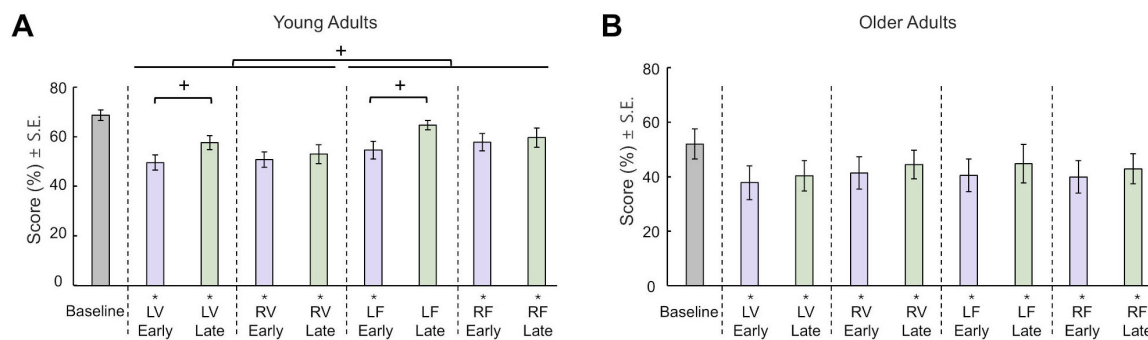 A
Young Adults
+
+
+
Score (%) ± S.E.
80
60
40
20
0
* * * * * * *
Baseline LV LV RV RV LF LF RF RF
Early Late Early Late Early Late Early Late
B
Older Adults
Score (%) ± S.E.
80
60
40
20
0
* * * * * * * *
Baseline LV LV RV RV LF LF RF RF
Early Late Early Late Early Late Early Late